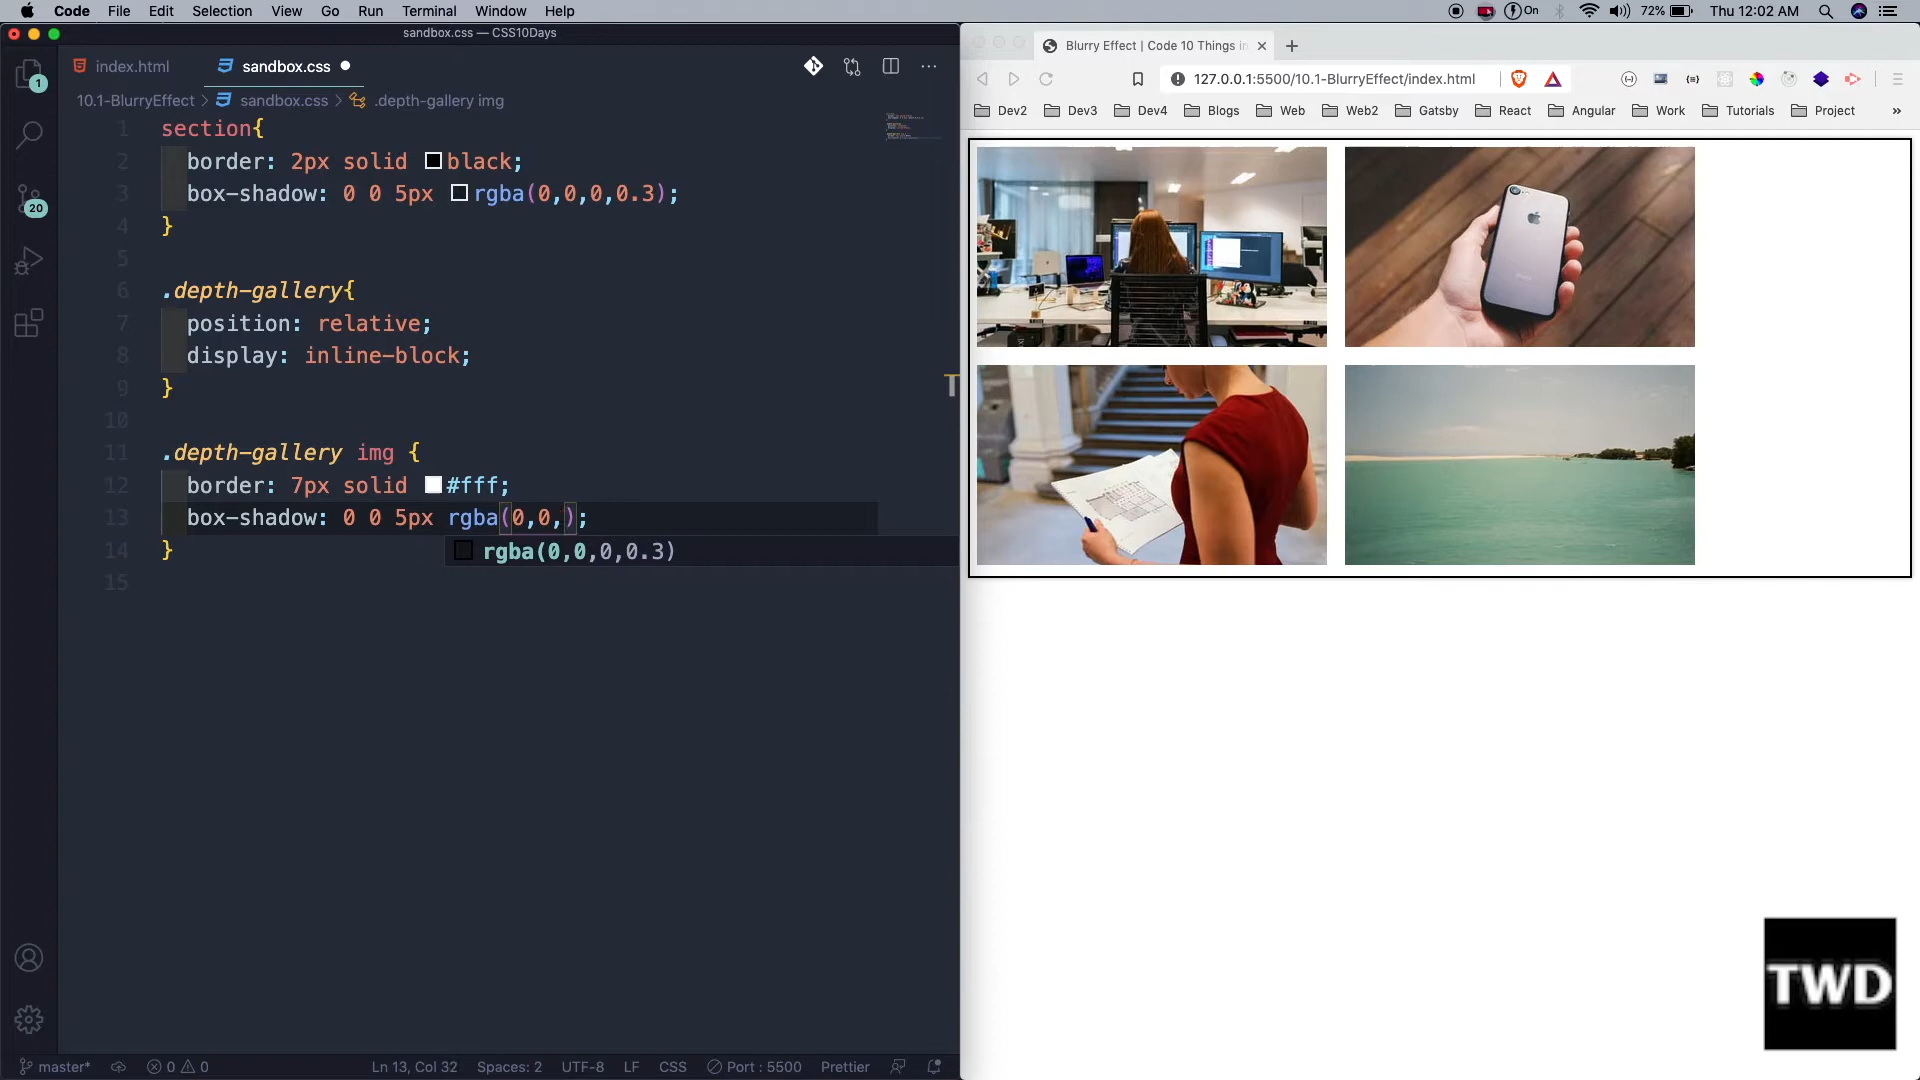 Code File Edit Selection View Go Run Terminal Window Help
On 72% Thu 12:02 AM
sandbox.css — CSS10Days
index.html sandbox.css
10.1-BlurryEffect > sandbox.css > .depth-gallery img
1 section{
2 border: 2px solid black;
3 box-shadow: 0 0 5px rgba(0,0,0,0.3);
4 }
5
6 .depth-gallery{
7 position: relative;
8 display: inline-block;
9 }
10
11 .depth-gallery img {
12 border: 7px solid #fff;
13 box-shadow: 0 0 5px rgba(0,0,);
rgba(0,0,0,0.3)
14 }
15
1
20
master* 0 0 Ln 13, Col 32 Spaces: 2 UTF-8 LF CSS Port : 5500 Prettier
Blurry Effect | Code 10 Things in
127.0.0.1:5500/10.1-BlurryEffect/index.html
Dev2 Dev3 Dev4 Blogs Web Web2 Gatsby React Angular Work Tutorials Project »
TWD